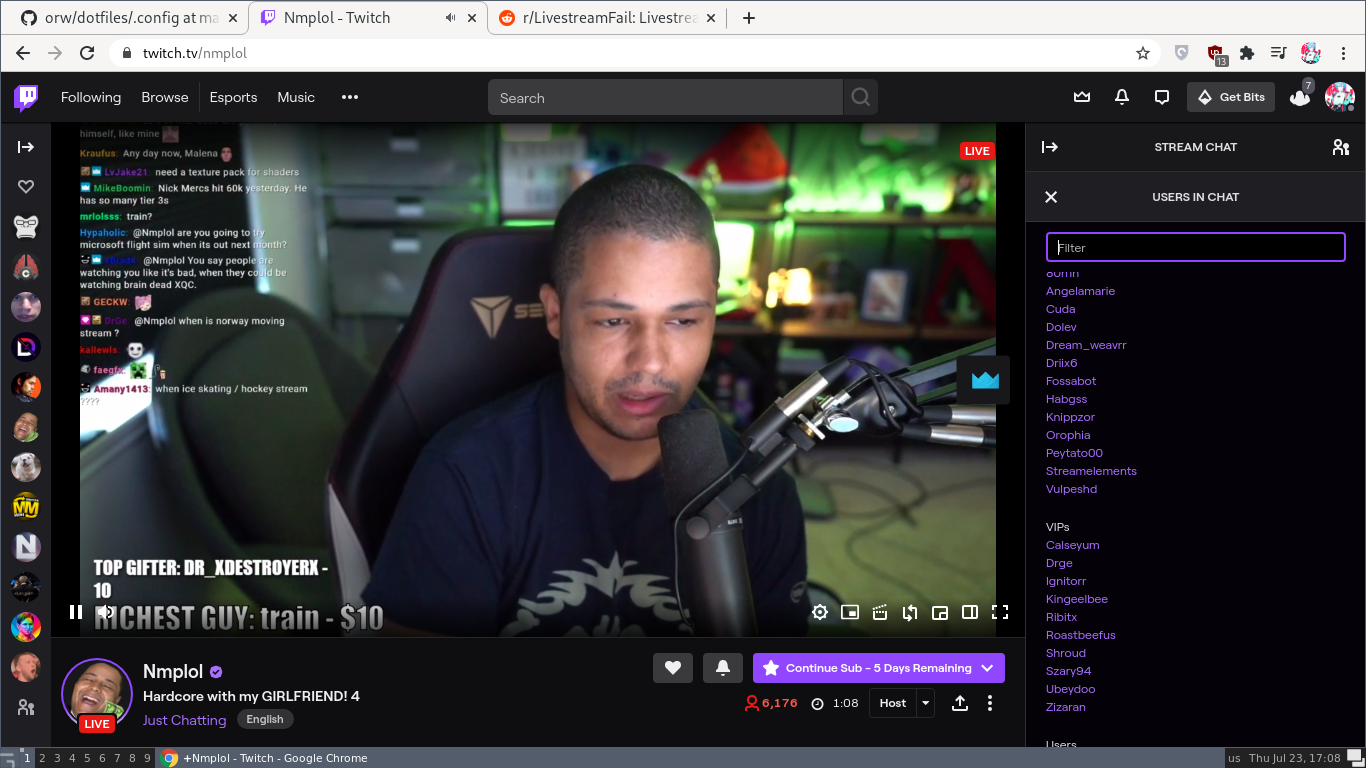 orw/dotfiles/.config at ma
Nmplol - Twitch
r/LivestreamFail: Livestrea
twitch.tv/nmplol
13
Following
Browse
Esports
Music
Search
Get Bits
7
himself, like mine
Kraufus: Any day now, Malena
LvJake21: need a texture pack for shaders
MikeBoomin: Nick Mercs hit 60k yesterday. He
has so many tier 3s
mrlolsss: train?
Hypaholic: @Nmplol are you going to try
microsoft flight sim when its out next month?
@Nmplol You say people are
watching you like it's bad, when they could be
watching brain dead XQC.
GECKW:
DrGe: @Nmplol when is norway moving
stream ?
kallewls:
faegfx:
Amany1413: when ice skating / hockey stream
????
LIVE
TOP GIFTER: DR_XDESTROYERX -
10
RICHEST GUY: train - $10
STREAM CHAT
USERS IN CHAT
Filter
Angelamarie
Cuda
Dolev
Dream_weavrr
Driix6
Fossabot
Habgss
Knippzor
Orophia
Peytato00
Streamelements
Vulpeshd
VIPs
Calseyum
Drge
Ignitorr
Kingeelbee
Ribitx
Roastbeefus
Shroud
Szary94
Ubeydoo
Zizaran
Users
Nmplol
Hardcore with my GIRLFRIEND! 4
Just Chatting
English
LIVE
Continue Sub - 5 Days Remaining
6,176
1:08
Host
1 2 3 4 5 6 7 8 9
+Nmplol - Twitch - Google Chrome
us Thu Jul 23, 17:08